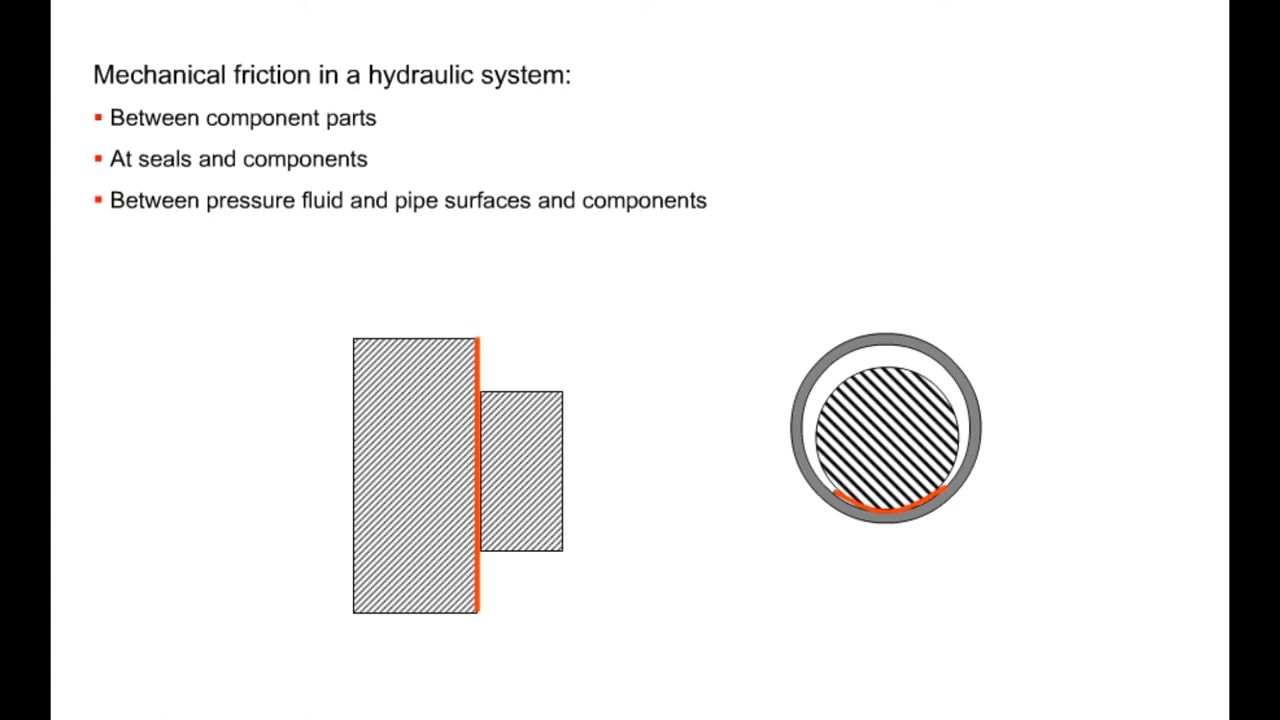 Mechanical friction in a hydraulic system:
▪ Between component parts
▪ At seals and components
▪ Between pressure fluid and pipe surfaces and components